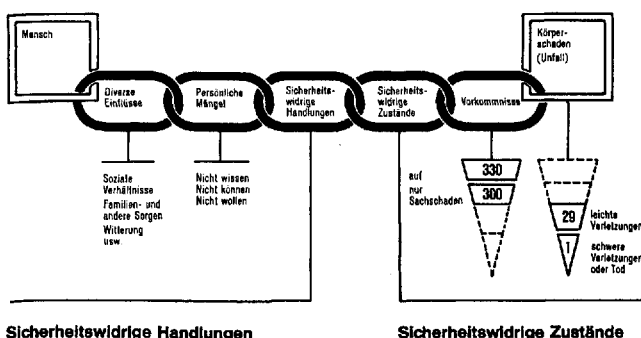 Mensch
Körper-
schaden
(Unfall)
Diverse
Einflüsse
Persönliche
Mängel
Sicherheits-
widrige
Handlungen
Sicherheits-
widrige
Zustände
Vorkommnisse
Soziale
Verhältnisse
Familien- und
andere Sorgen
Witterung
usw.
Nicht wissen
Nicht können
Nicht wollen
auf
nur
Sachschaden
330
300
29
leichte
Verletzungen
1
schwere
Verletzungen
oder Tod
Sicherheitswidrige Handlungen
Sicherheitswidrige Zustände